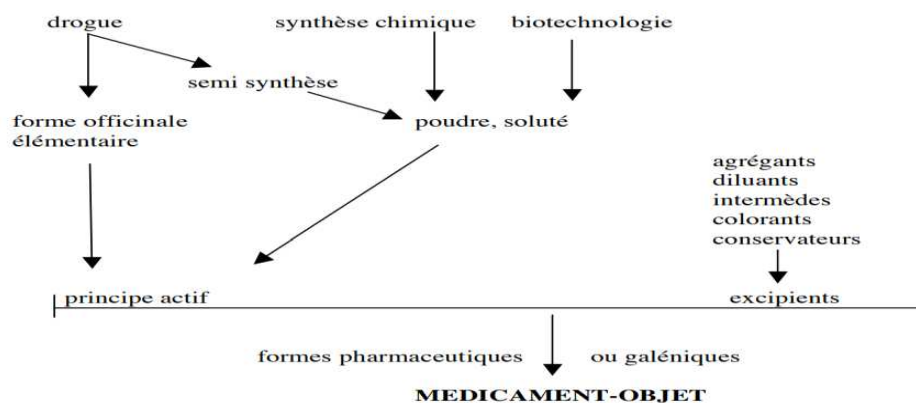 drogue synthèse chimique biotechnologie
semi synthèse
forme officinale
élémentaire
poudre, soluté
agrégants
diluants
intermèdes
colorants
conservateurs
principe actif excipients
formes pharmaceutiques ou galéniques
MEDICAMENT-OBJET